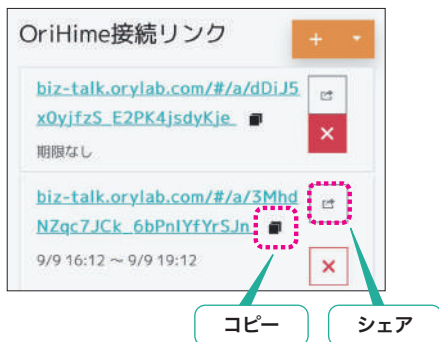 OriHime接続リンク
+
biz-talk.orylab.com/#/a/dDiJ5
x0yjfzS_E2PK4jsdyKje
期限なし
biz-talk.orylab.com/#/a/3Mhd
NZqc7JCk_6bPnIYfYrSJn
9/9 16:12 ~ 9/9 19:12
コピー
シェア